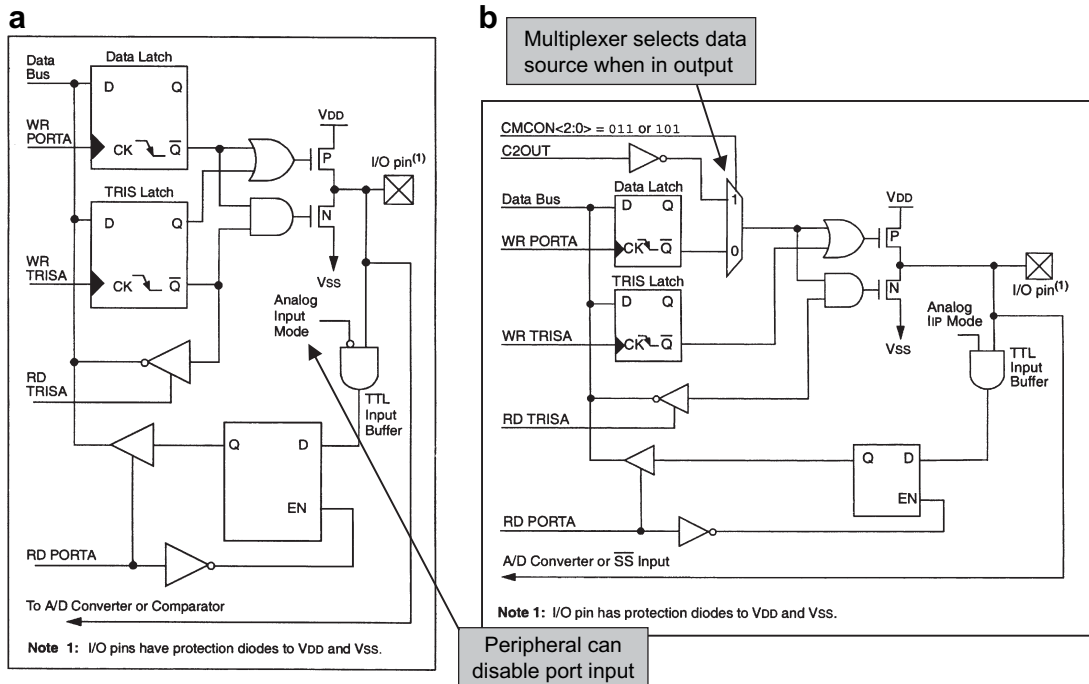 a
Data Bus
Data Latch
D Q
WR PORTA
CK Q̅
VDD
P
I/O pin(1)
TRIS Latch
D Q
N
WR TRISA
CK Q̅
VSS
Analog Input Mode
RD TRISA
TTL Input Buffer
Q D
EN
RD PORTA
To A/D Converter or Comparator
Note 1: I/O pins have protection diodes to VDD and VSS.
b
Multiplexer selects data
source when in output
CMCON<2:0> = 011 or 101
C2OUT
Data Bus
Data Latch
D Q
1
VDD
WR PORTA
CK Q̅
0
P
TRIS Latch
D Q
N
I/O pin(1)
WR TRISA
CK Q̅
VSS
Analog
IIP Mode
TTL
Input
Buffer
RD TRISA
Q D
EN
RD PORTA
A/D Converter or S̅S̅ Input
Note 1: I/O pin has protection diodes to VDD and VSS.
Peripheral can
disable port input